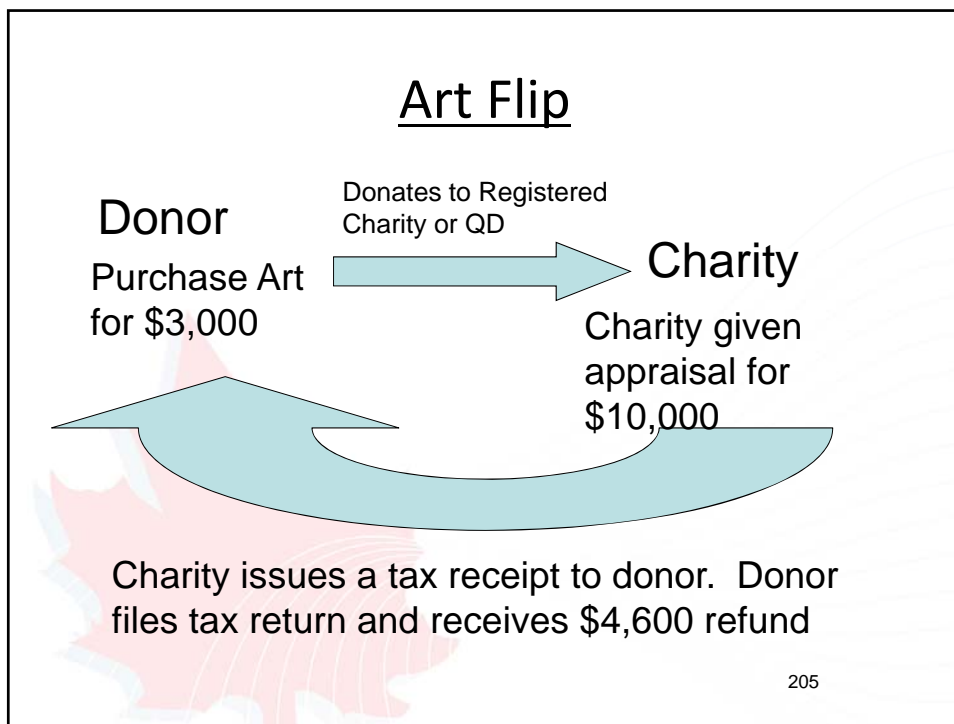 Art Flip
Donor
Purchase Art
for $3,000
Donates to Registered
Charity or QD
Charity
Charity given
appraisal for
$10,000
Charity issues a tax receipt to donor.  Donor
files tax return and receives $4,600 refund
205